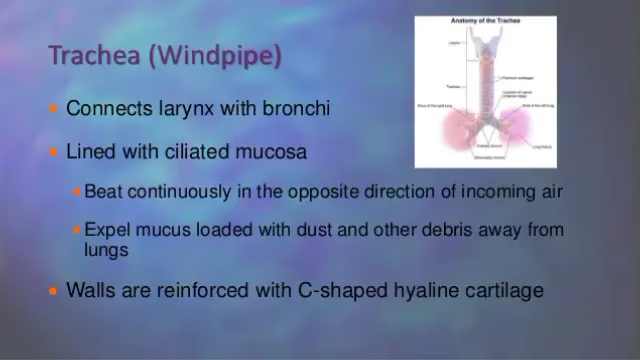 Trachea (Windpipe)
Anatomy of the Trachea
Larynx
Trachea
Connects larynx with bronchi
Lined with ciliated mucosa
Beat continuously in the opposite direction of incoming air
Expel mucus loaded with dust and other debris away from
lungs
Walls are reinforced with C-shaped hyaline cartilage